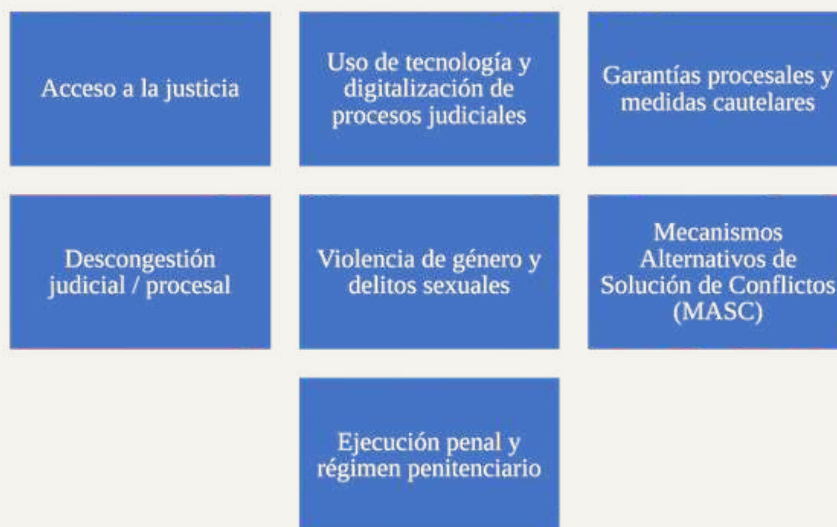 Acceso a la justicia
Uso de tecnología y
digitalización de
procesos judiciales
Garantías procesales y
medidas cautelares
Descongestión
judicial / procesal
Violencia de género y
delitos sexuales
Mecanismos
Alternativos de
Solución de Conflictos
(MASC)
Ejecución penal y
régimen penitenciario